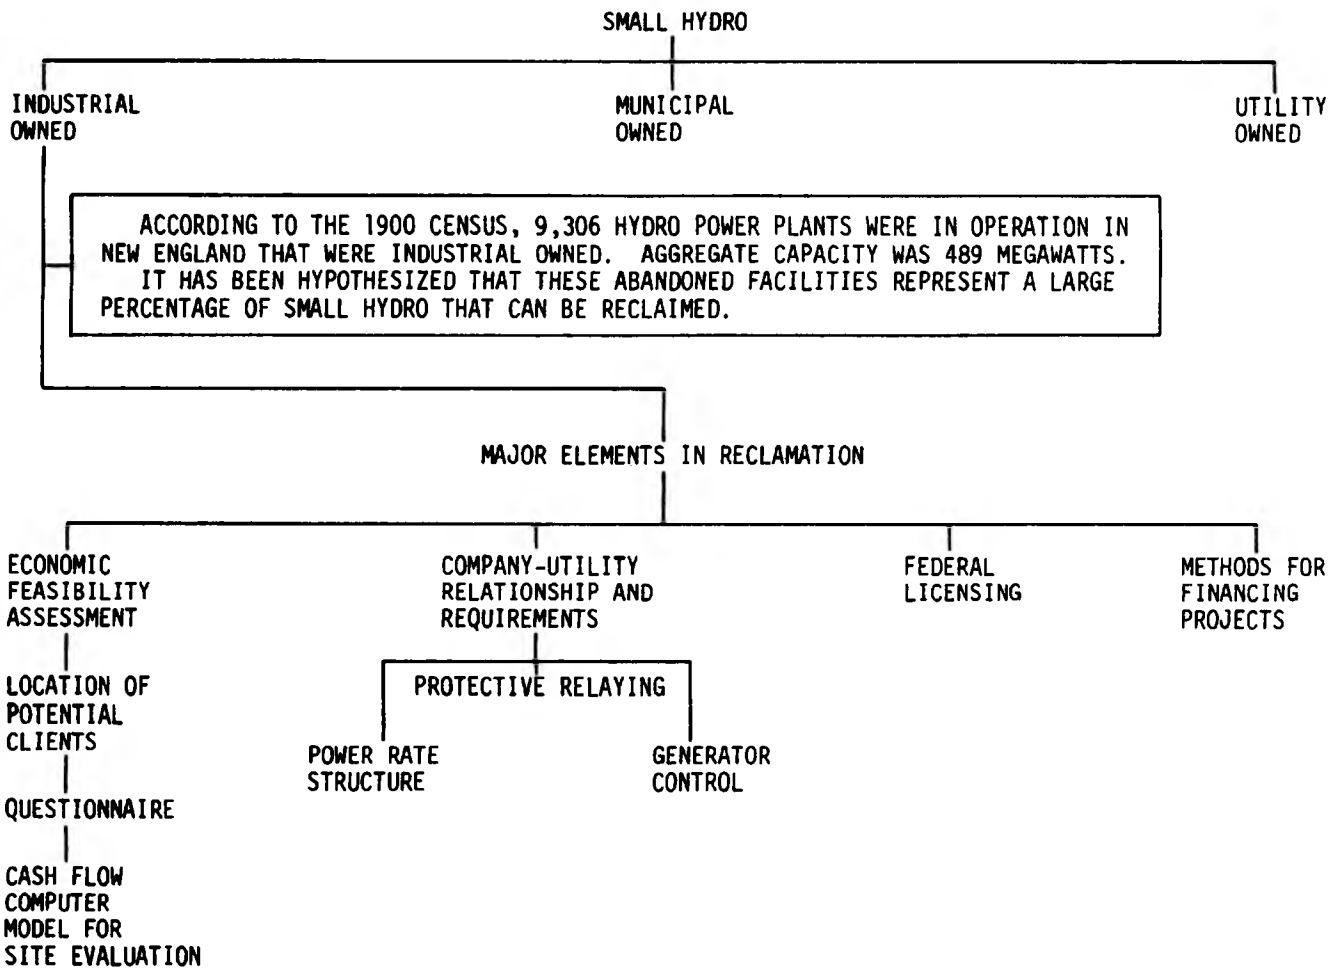 SMALL HYDRO
INDUSTRIAL
OWNED
MUNICIPAL
OWNED
UTILITY
OWNED
ACCORDING TO THE 1900 CENSUS, 9,306 HYDRO POWER PLANTS WERE IN OPERATION IN
NEW ENGLAND THAT WERE INDUSTRIAL OWNED. AGGREGATE CAPACITY WAS 489 MEGAWATTS.
IT HAS BEEN HYPOTHESIZED THAT THESE ABANDONED FACILITIES REPRESENT A LARGE
PERCENTAGE OF SMALL HYDRO THAT CAN BE RECLAIMED.
MAJOR ELEMENTS IN RECLAMATION
ECONOMIC
FEASIBILITY
ASSESSMENT
LOCATION OF
POTENTIAL
CLIENTS
QUESTIONNAIRE
CASH FLOW
COMPUTER
MODEL FOR
SITE EVALUATION
COMPANY-UTILITY
RELATIONSHIP AND
REQUIREMENTS
PROTECTIVE RELAYING
POWER RATE
STRUCTURE
GENERATOR
CONTROL
FEDERAL
LICENSING
METHODS FOR
FINANCING
PROJECTS